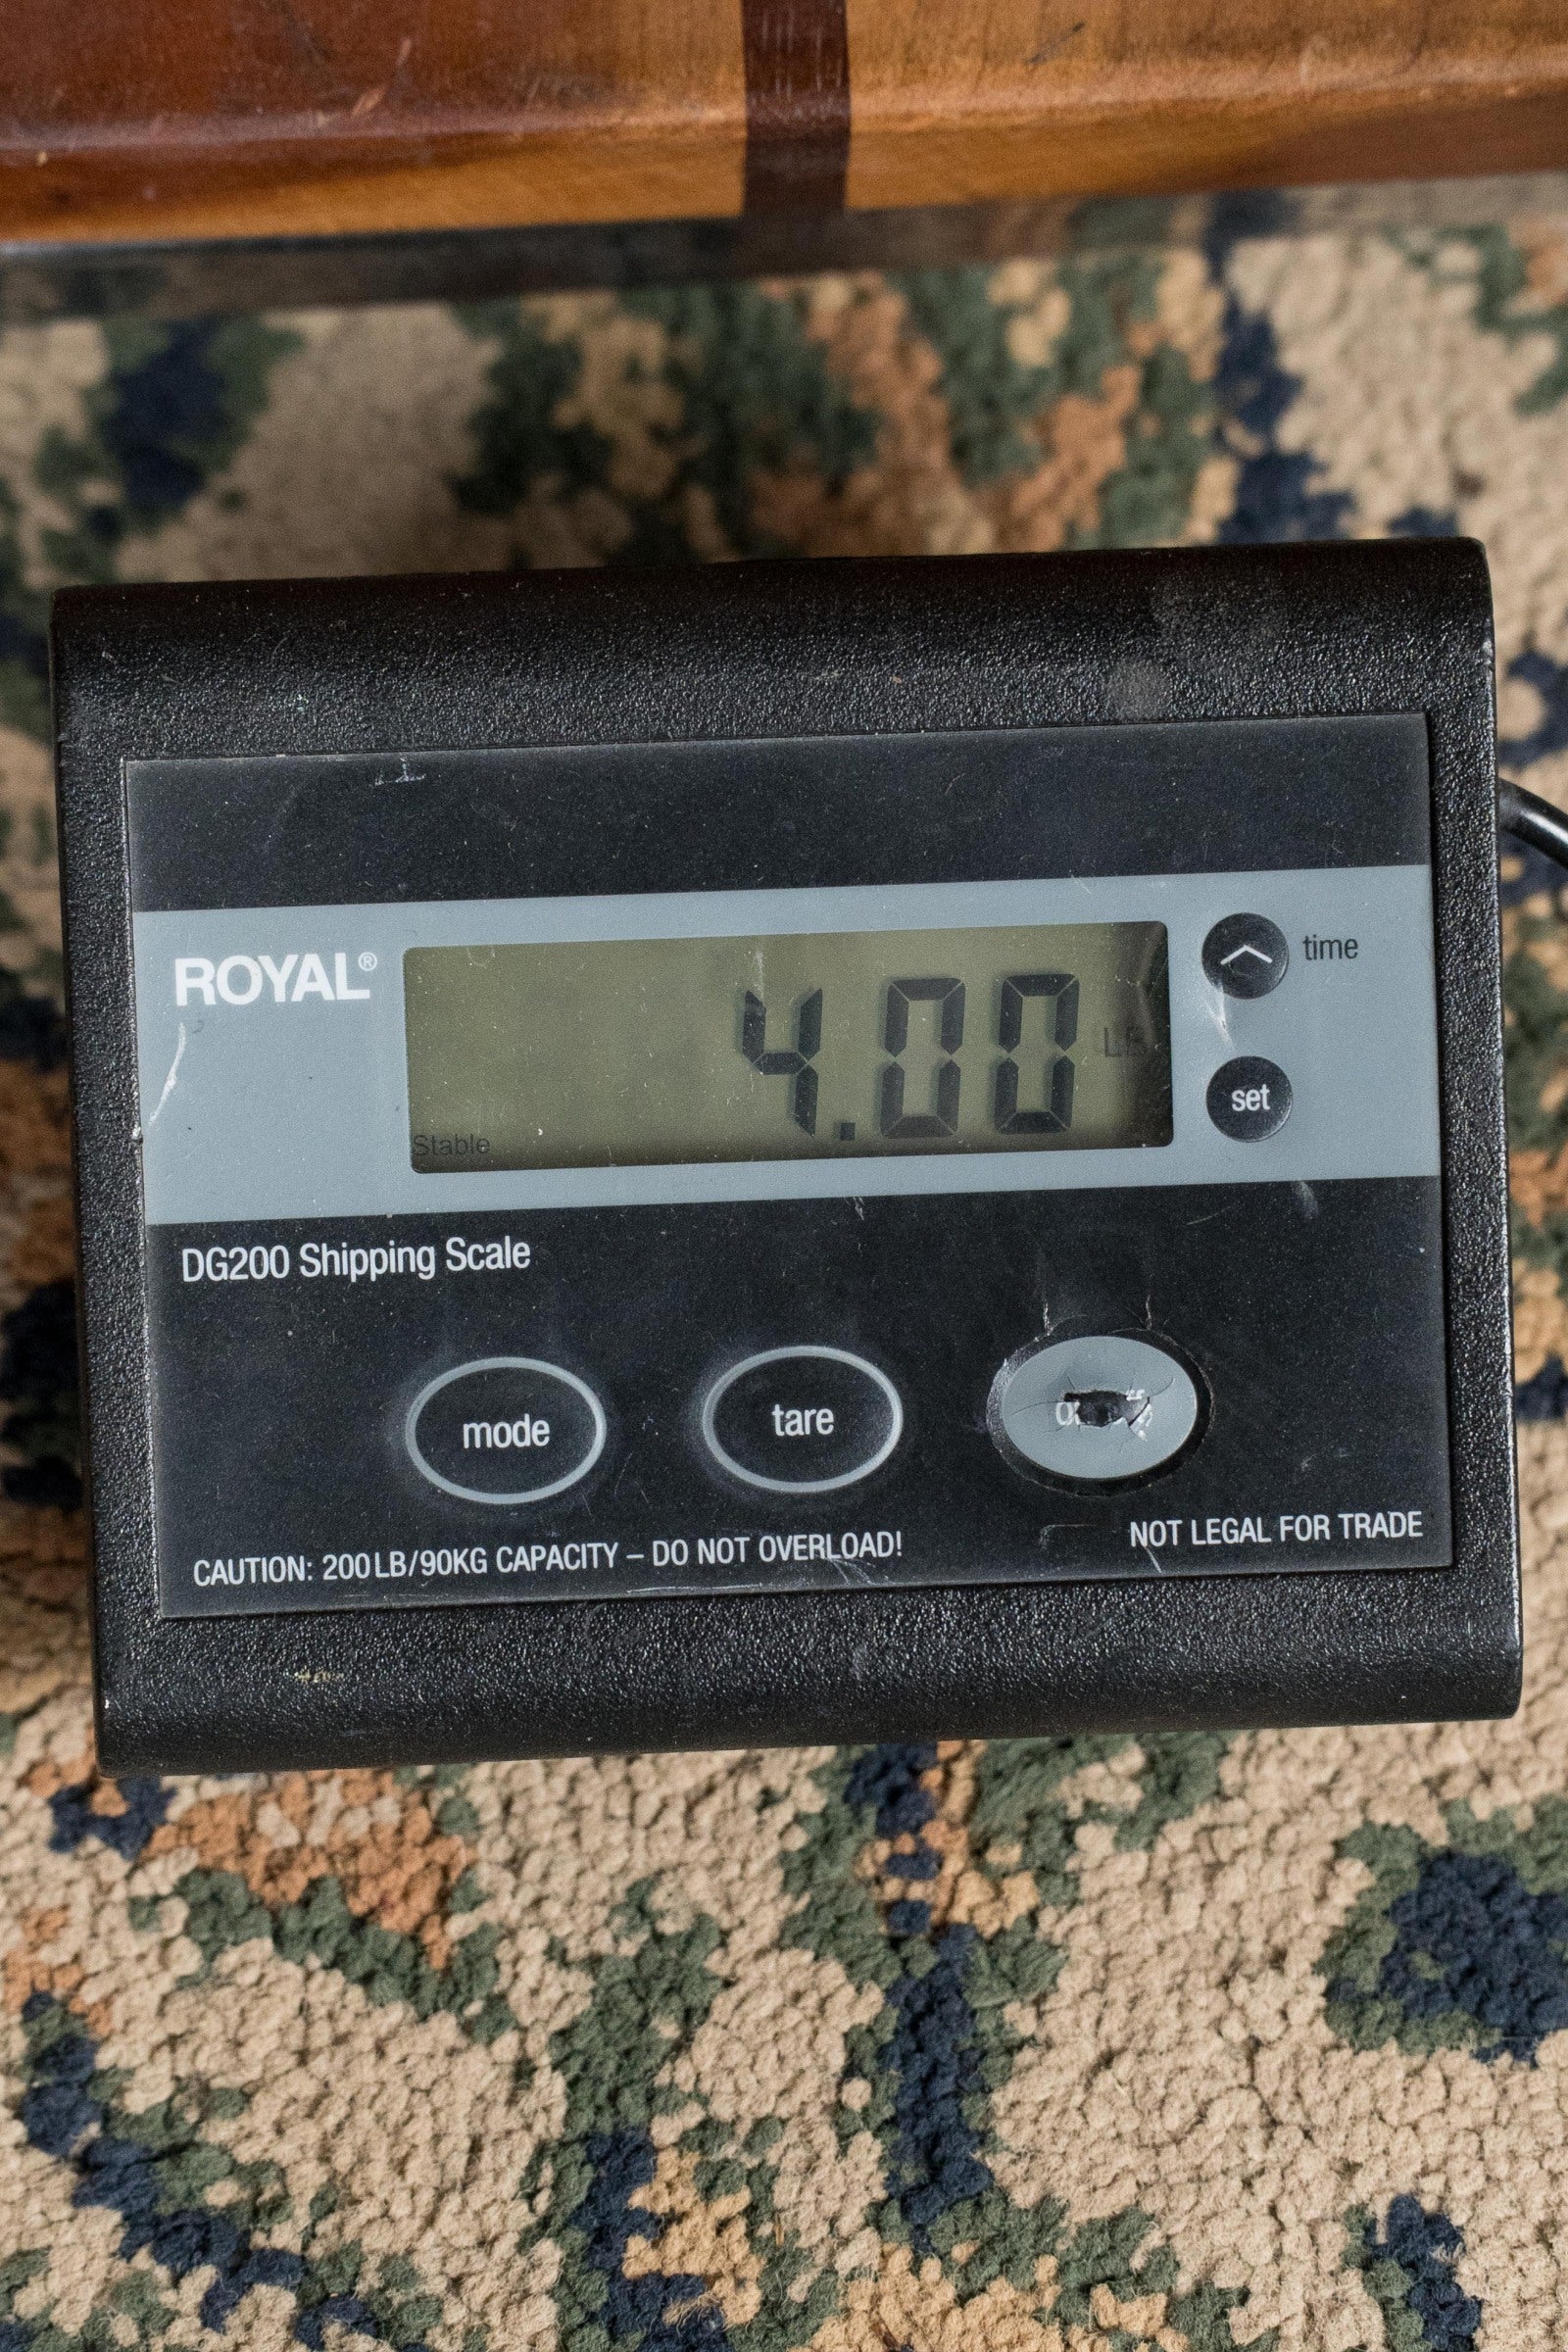 ROYAL®
4.00 LB
Stable
time
set
DG200 Shipping Scale
mode
tare
CAUTION: 200LB/90KG CAPACITY – DO NOT OVERLOAD!
NOT LEGAL FOR TRADE